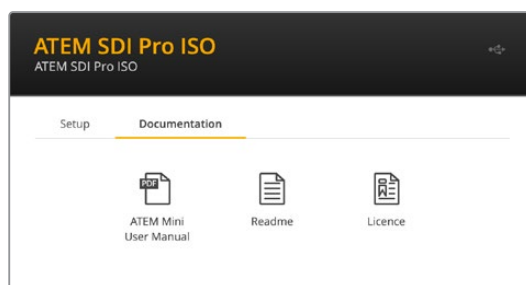 ATEM SDI Pro ISO
ATEM SDI Pro ISO
Setup
Documentation
PDF
ATEM Mini
User Manual
Readme
Licence